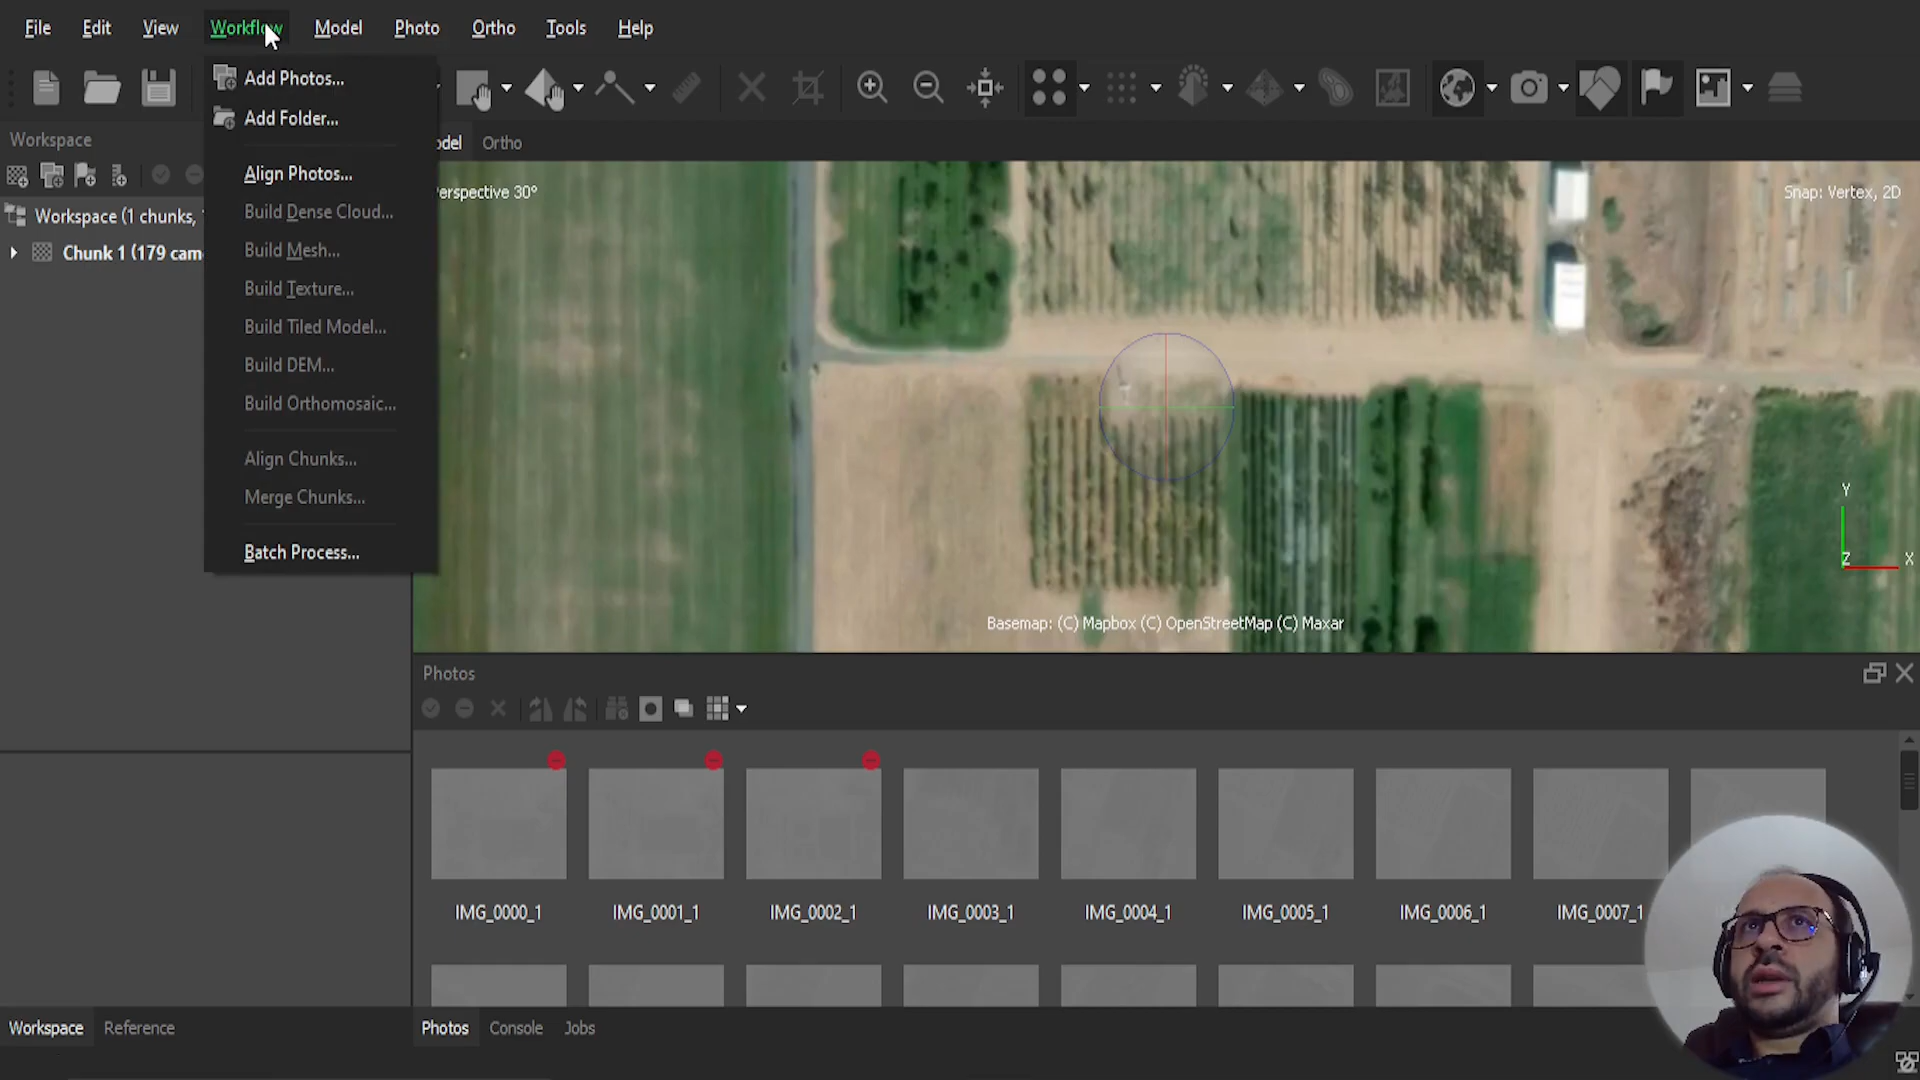 File Edit View Workflow Model Photo Ortho Tools Help
Add Photos...
Add Folder...
Align Photos...
Build Dense Cloud...
Build Mesh...
Build Texture...
Build Tiled Model...
Build DEM...
Build Orthomosaic...
Align Chunks...
Merge Chunks...
Batch Process...
Workspace
Workspace (1 chunks,
Chunk 1 (179 cam
odel Ortho
erspective 30°
Snap: Vertex, 2D
Y
Z X
Basemap: (C) Mapbox (C) OpenStreetMap (C) Maxar
Photos
IMG_0000_1 IMG_0001_1 IMG_0002_1 IMG_0003_1 IMG_0004_1 IMG_0005_1 IMG_0006_1 IMG_0007_1
Workspace Reference
Photos Console Jobs